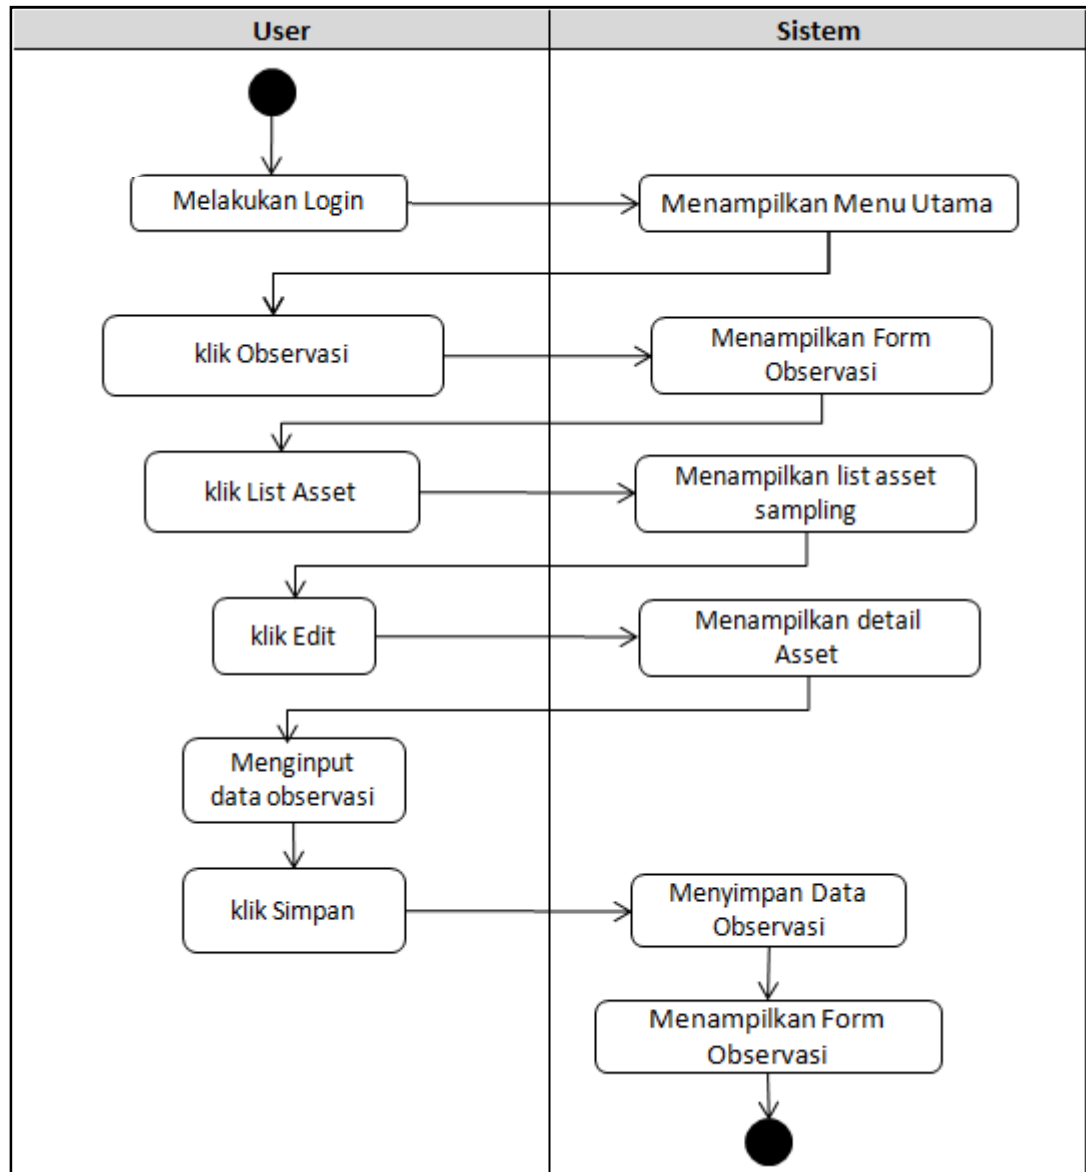 User
Sistem
Melakukan Login
Menampilkan Menu Utama
klik Observasi
Menampilkan Form
Observasi
klik List Asset
Menampilkan list asset
sampling
klik Edit
Menampilkan detail
Asset
Menginput
data observasi
klik Simpan
Menyimpan Data
Observasi
Menampilkan Form
Observasi